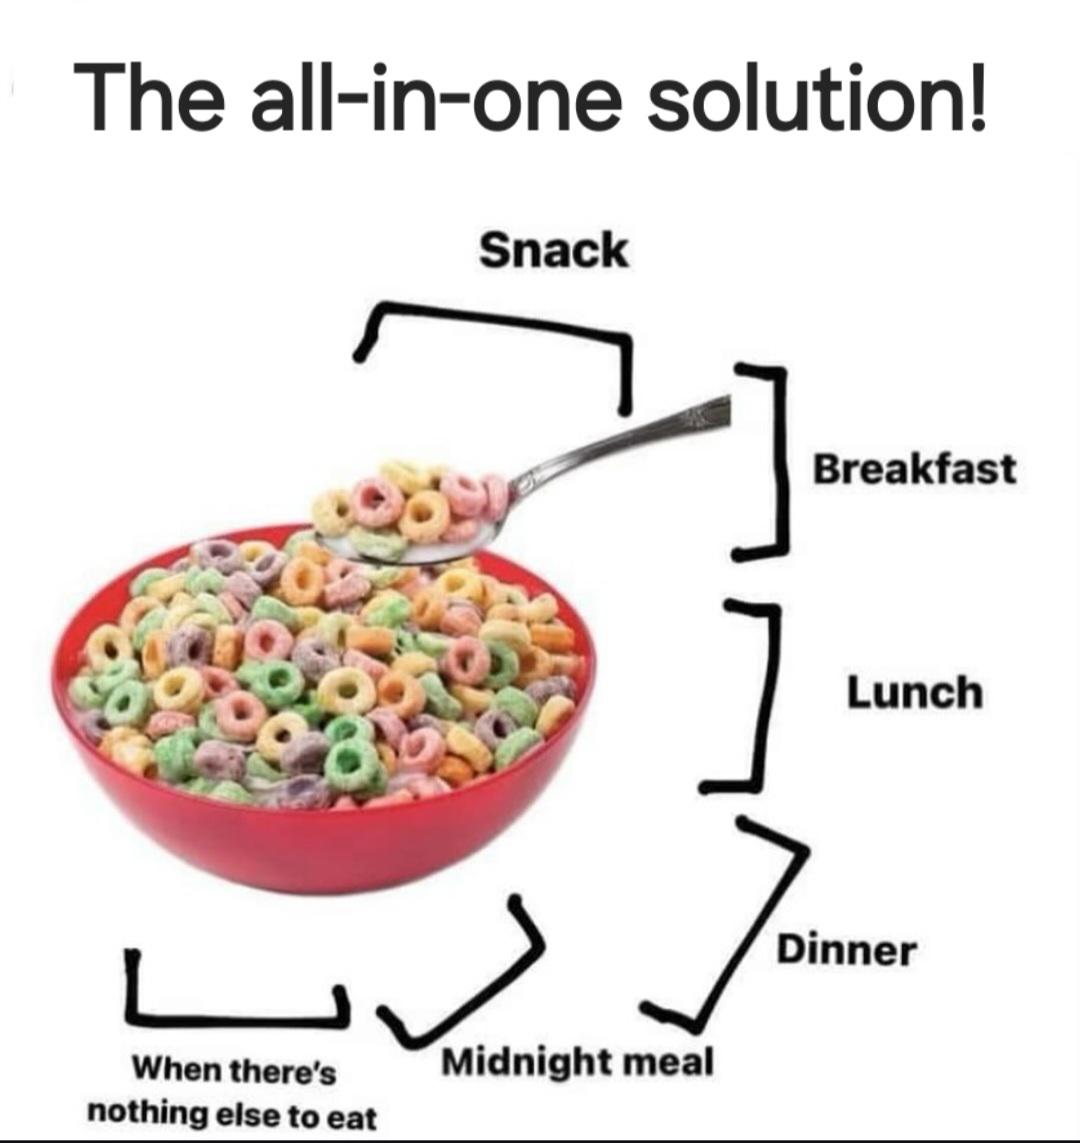 The all-in-one solution!
Snack
Breakfast
Lunch
Dinner
Midnight meal
When there's
nothing else to eat